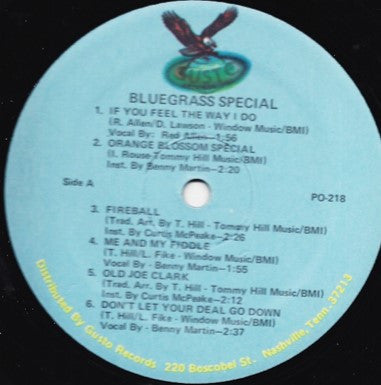 GUSTO
BLUEGRASS SPECIAL
1. IF YOU FEEL THE WAY I DO
(R. Allen/D. Lawson - Window Music/BMI)
Vocal By: Red Allen-1:56
2. ORANGE BLOSSOM SPECIAL
(I. Rouse-Tommy Hill Music/BMI)
Inst. By Benny Martin-2:20
Side A
PO-218
3. FIREBALL
(Trad. Arr. By T. Hill - Tommy Hill Music/BMI)
Inst. By Curtis McPeake-2:26
4. ME AND MY FIDDLE
(T. Hill/L. Fike - Window Music/BMI)
Vocal By - Benny Martin-1:55
5. OLD JOE CLARK
(Trad. Arr. By T. Hill - Tommy Hill Music/BMI)
Inst. By Curtis McPeake-2:12
6. DON'T LET YOUR DEAL GO DOWN
(T. Hill/L. Fike - Window Music/BMI)
Vocal By - Benny Martin-2:37
Distributed By Gusto Records 220 Boscobel St- Nashville, Tenn. 37213